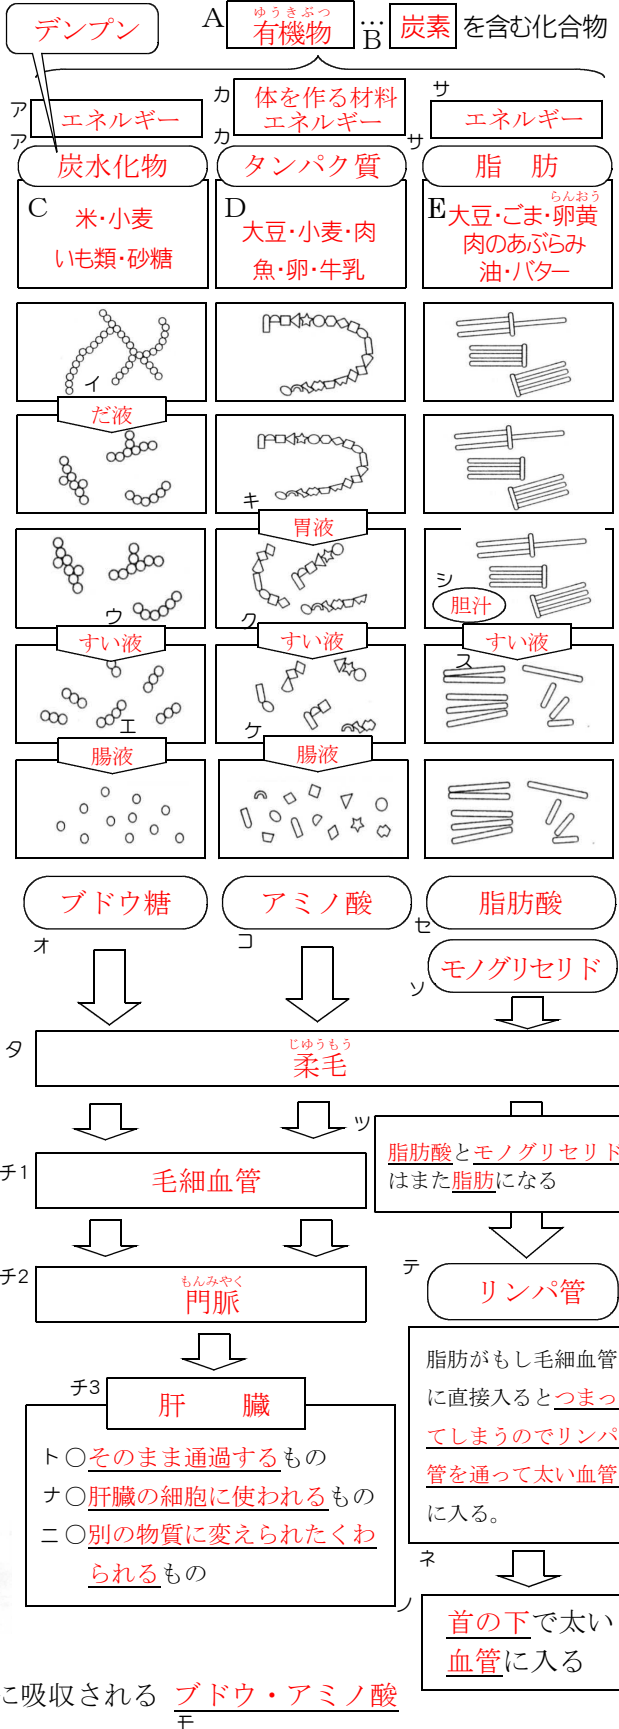 デンプン
A 有機物 … B 炭素 を含む化合物
ゆうきぶつ
ア エネルギー
カ 体を作る材料
エネルギー
サ エネルギー
ア 炭水化物
カ タンパク質
サ 脂 肪
C 米・小麦
いも類・砂糖
D 大豆・小麦・肉
魚・卵・牛乳
らんおう
E 大豆・ごま・卵黄
肉のあぶらみ
油・バター
イ
だ液
キ
胃液
シ
胆汁
ウ
すい液
ク
すい液
すい液
ス
エ
腸液
ケ
腸液
ブドウ糖
オ
アミノ酸
コ
脂肪酸
セ
モノグリセリド
ソ
じゆうもう
タ 柔毛
ツ
脂肪酸とモノグリセリド
はまた脂肪になる
チ1 毛細血管
もんみやく
チ2 門脈
テ
リンパ管
チ3 肝 臓
ト〇そのまま通過するもの
ナ〇肝臓の細胞に使われるもの
ニ〇別の物質に変えられたくわ
られるもの
脂肪がもし毛細血管
に直接入るとつまっ
てしまうのでリンパ
管を通って太い血管
に入る。
ネ
ノ
首の下で太い
血管に入る
に吸収される ブドウ・アミノ酸
モ